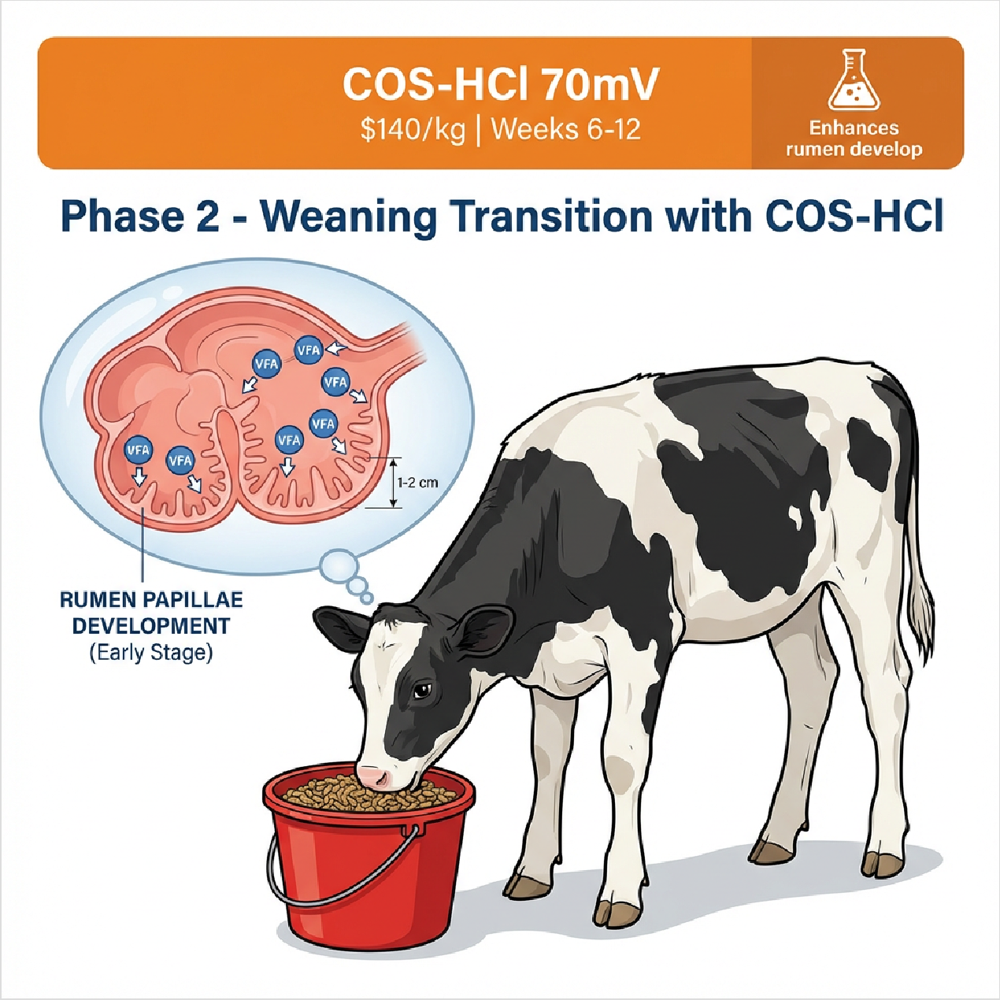 COS-HCl 70mV
$140/kg | Weeks 6-12
Enhances
rumen develop
Phase 2 - Weaning Transition with COS-HCl
VFA
VFA
VFA
VFA
VFA
VFA
VFA
1-2 cm
RUMEN PAPILLAE
DEVELOPMENT
(Early Stage)